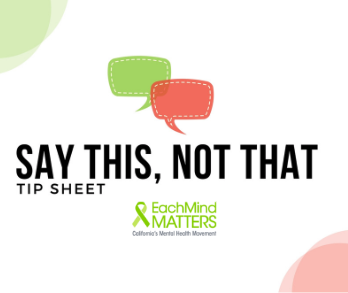 SAY THIS, NOT THAT
TIP SHEET
EachMind
MATTERS
California's Mental Health Movement